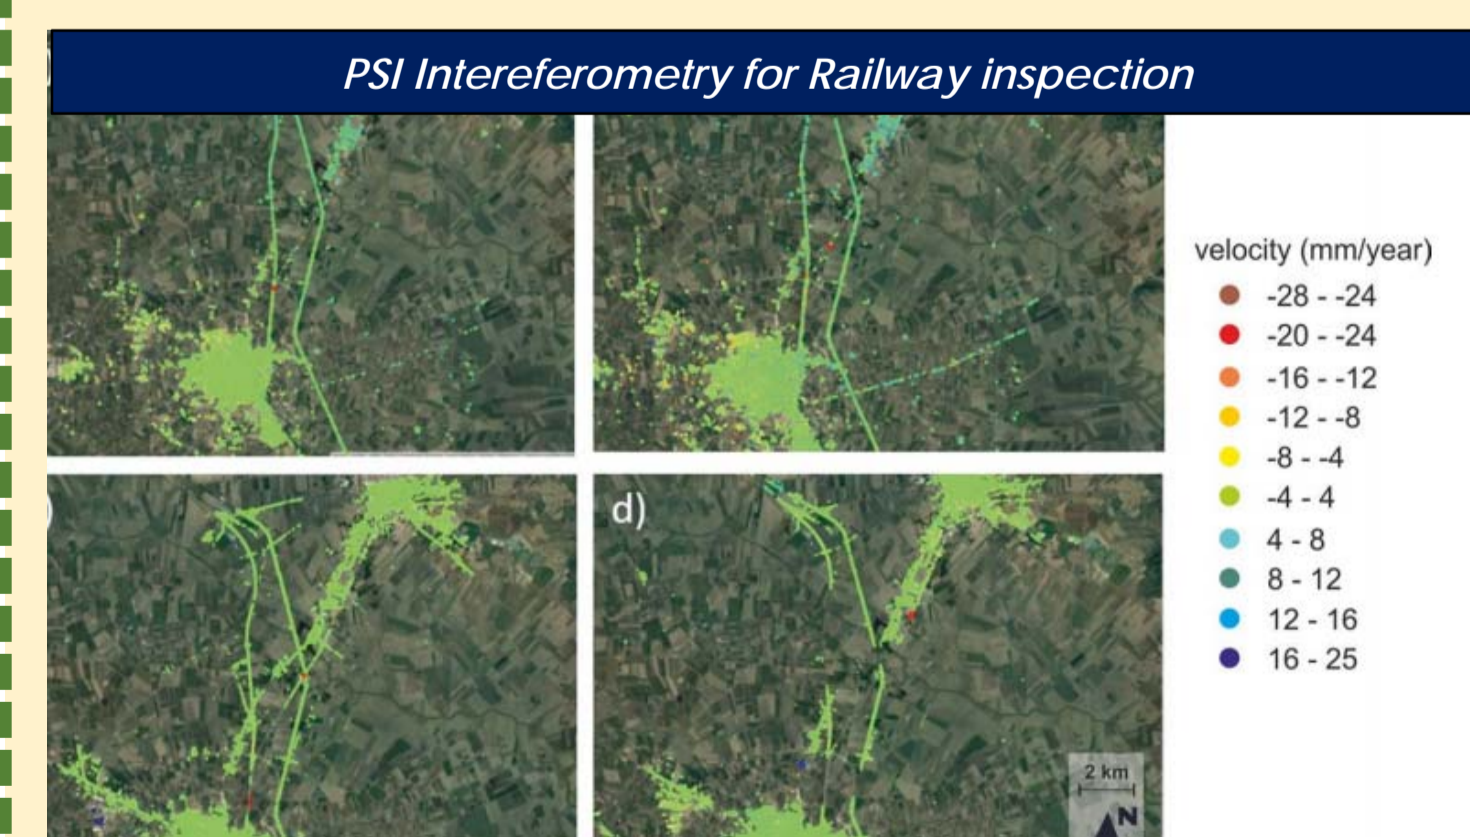 PSI Intereferometry for Railway inspection
velocity (mm/year)
-28 - -24
-20 - -24
-16 - -12
-12 - -8
-8 - -4
-4 - 4
4 - 8
8 - 12
12 - 16
16 - 25
)
d)
2 km
N